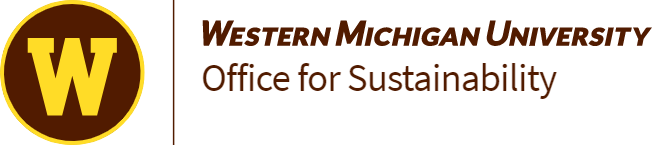 W
WESTERN MICHIGAN UNIVERSITY
Office for Sustainability